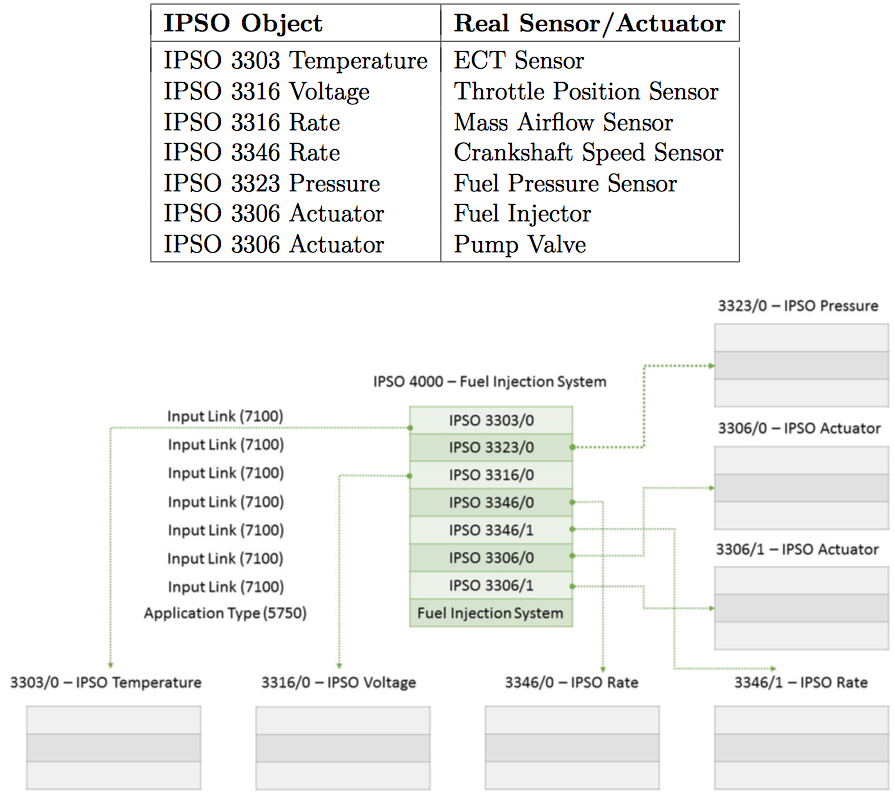 IPSO Object Real Sensor/Actuator
IPSO 3303 Temperature ECT Sensor
IPSO 3316 Voltage Throttle Position Sensor
IPSO 3316 Rate Mass Airflow Sensor
IPSO 3346 Rate Crankshaft Speed Sensor
IPSO 3323 Pressure Fuel Pressure Sensor
IPSO 3306 Actuator Fuel Injector
IPSO 3306 Actuator Pump Valve
3323/0 – IPSO Pressure
IPSO 4000 – Fuel Injection System
Input Link (7100) IPSO 3303/0
Input Link (7100) IPSO 3323/0
Input Link (7100) IPSO 3316/0
Input Link (7100) IPSO 3346/0
Input Link (7100) IPSO 3346/1
Input Link (7100) IPSO 3306/0
Input Link (7100) IPSO 3306/1
Application Type (5750) Fuel Injection System
3306/0 – IPSO Actuator
3306/1 – IPSO Actuator
3303/0 – IPSO Temperature
3316/0 – IPSO Voltage
3346/0 – IPSO Rate
3346/1 – IPSO Rate